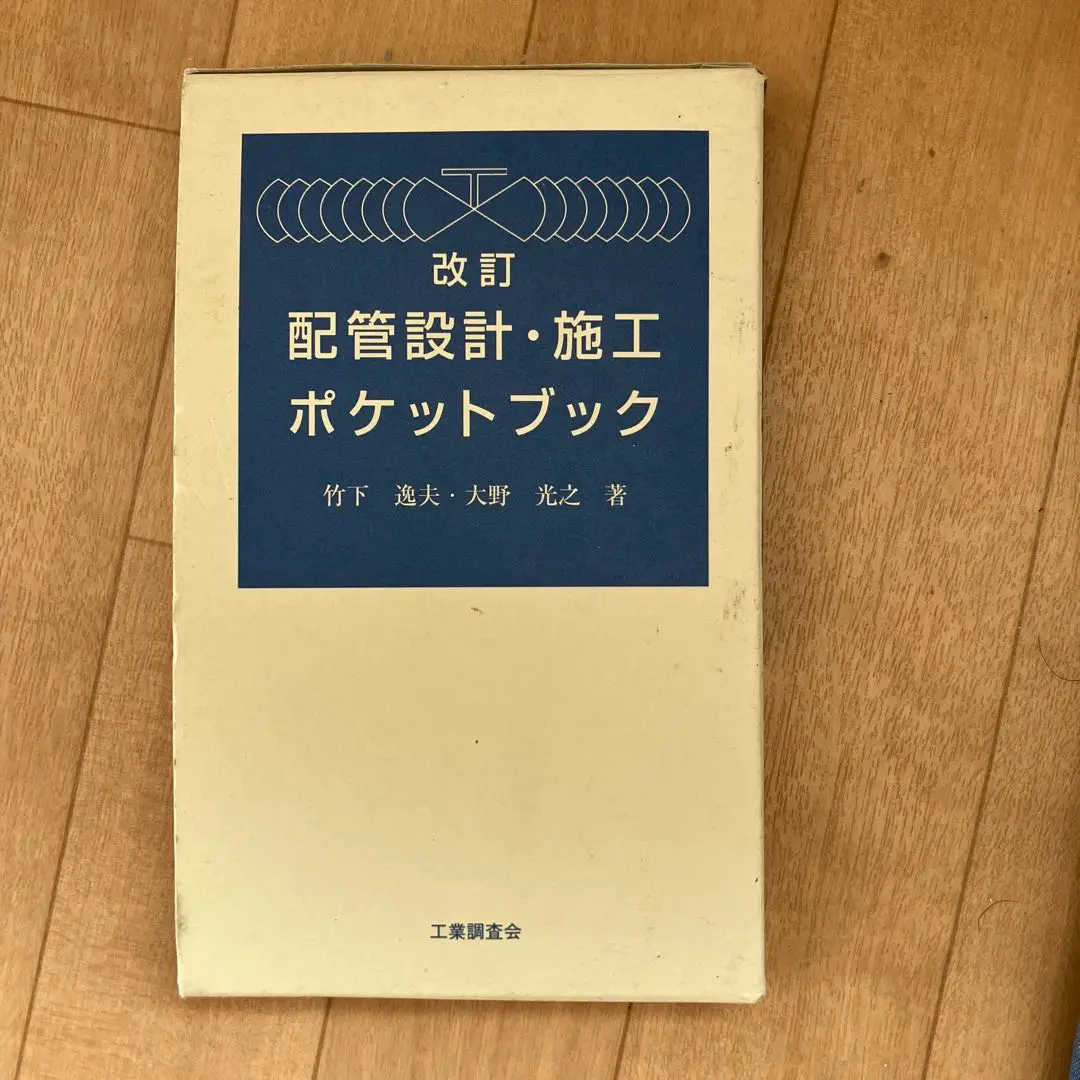 改訂
配管設計・施工
ポケットブック
竹下 逸夫・大野 光之 著
工業調査会